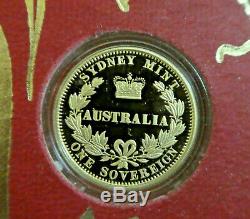 SYDNEY MINT
AUSTRALIA
ONE SOVEREIGN